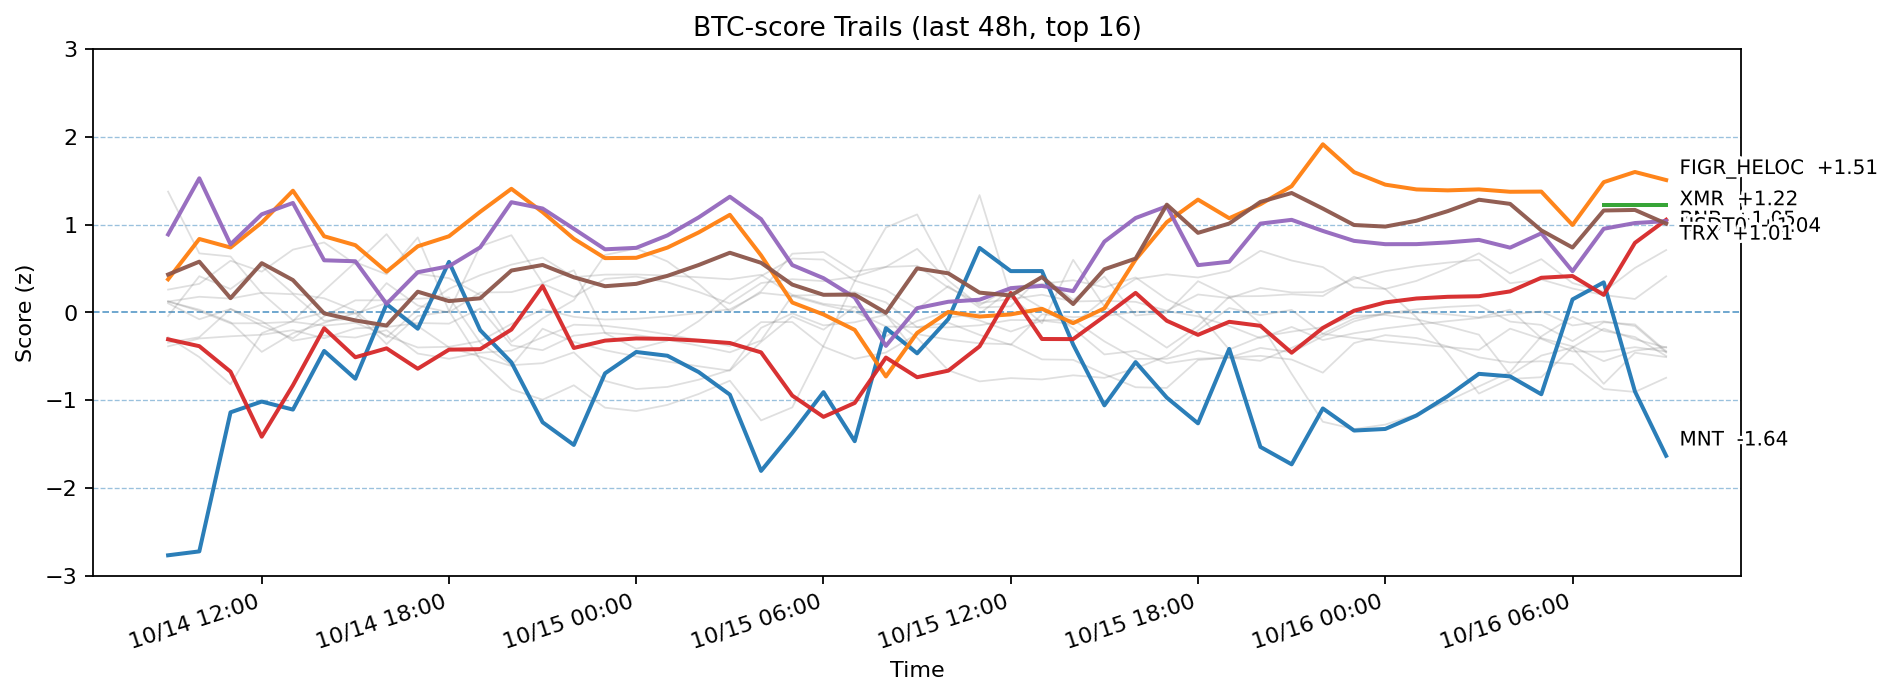 BTC-score Trails (last 48h, top 16)
Score (z)
3
2
1
0
−1
−2
−3
FIGR_HELOC +1.51
XMR +1.22
TRX +1.01
MNT -1.64
10/14 12:00
10/14 18:00
10/15 00:00
10/15 06:00
10/15 12:00
10/15 18:00
10/16 00:00
10/16 06:00
Time